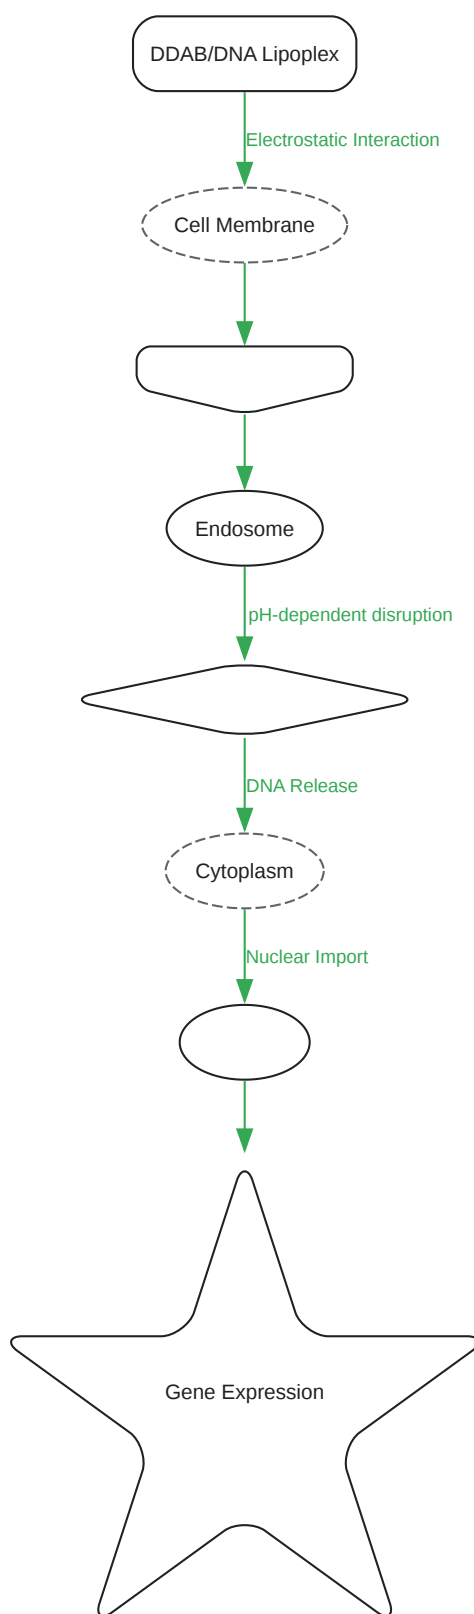 DDAB/DNA Lipoplex
Electrostatic Interaction
Cell Membrane
Endosome
pH-dependent disruption
DNA Release
Cytoplasm
Nuclear Import
Gene Expression